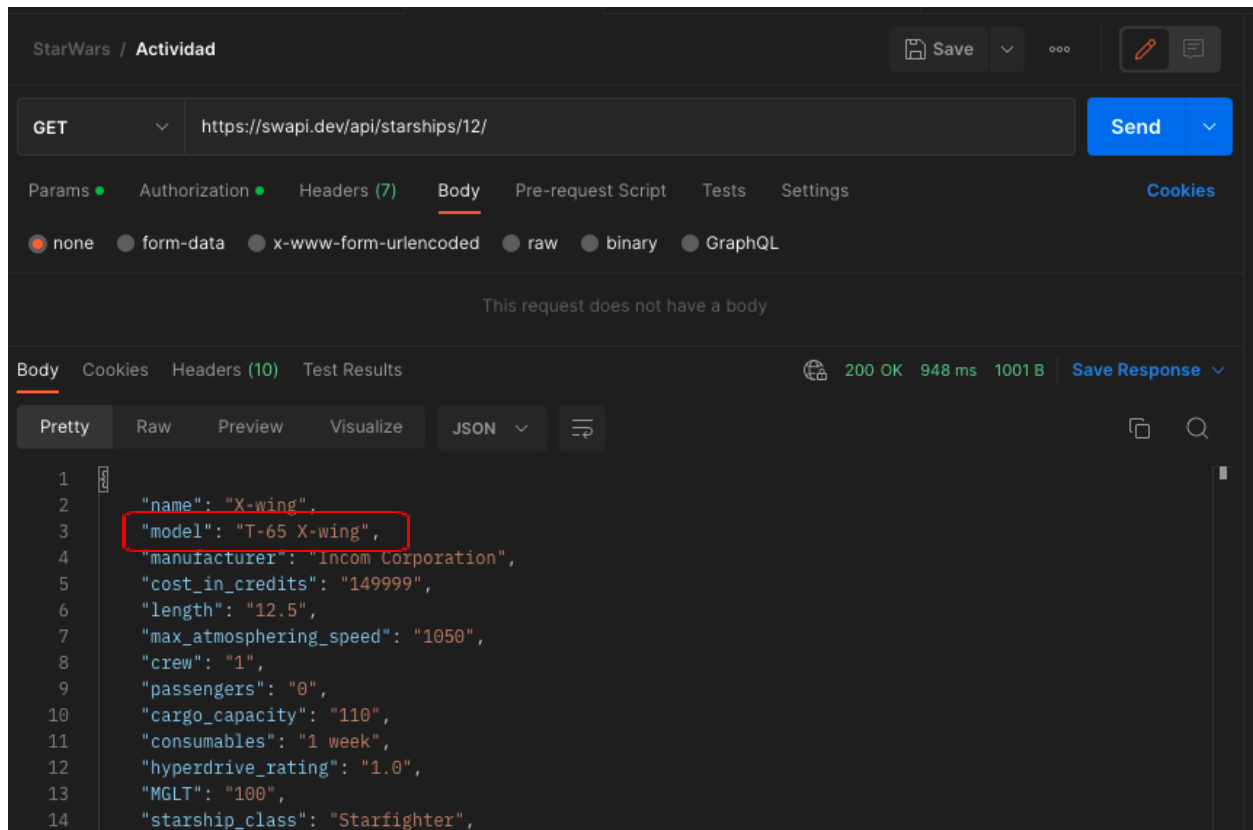 StarWars / Actividad Save ooo
GET https://swapi.dev/api/starships/12/ Send
Params Authorization Headers (7) Body Pre-request Script Tests Settings Cookies
none form-data x-www-form-urlencoded raw binary GraphQL
This request does not have a body
Body Cookies Headers (10) Test Results 200 OK 948 ms 1001 B Save Response
Pretty Raw Preview Visualize JSON
1 {
2 "name": "X-wing",
3 "model": "T-65 X-wing",
4 "manufacturer": "Incom Corporation",
5 "cost_in_credits": "149999",
6 "length": "12.5",
7 "max_atmosphering_speed": "1050",
8 "crew": "1",
9 "passengers": "0",
10 "cargo_capacity": "110",
11 "consumables": "1 week",
12 "hyperdrive_rating": "1.0",
13 "MGLT": "100",
14 "starship_class": "Starfighter",